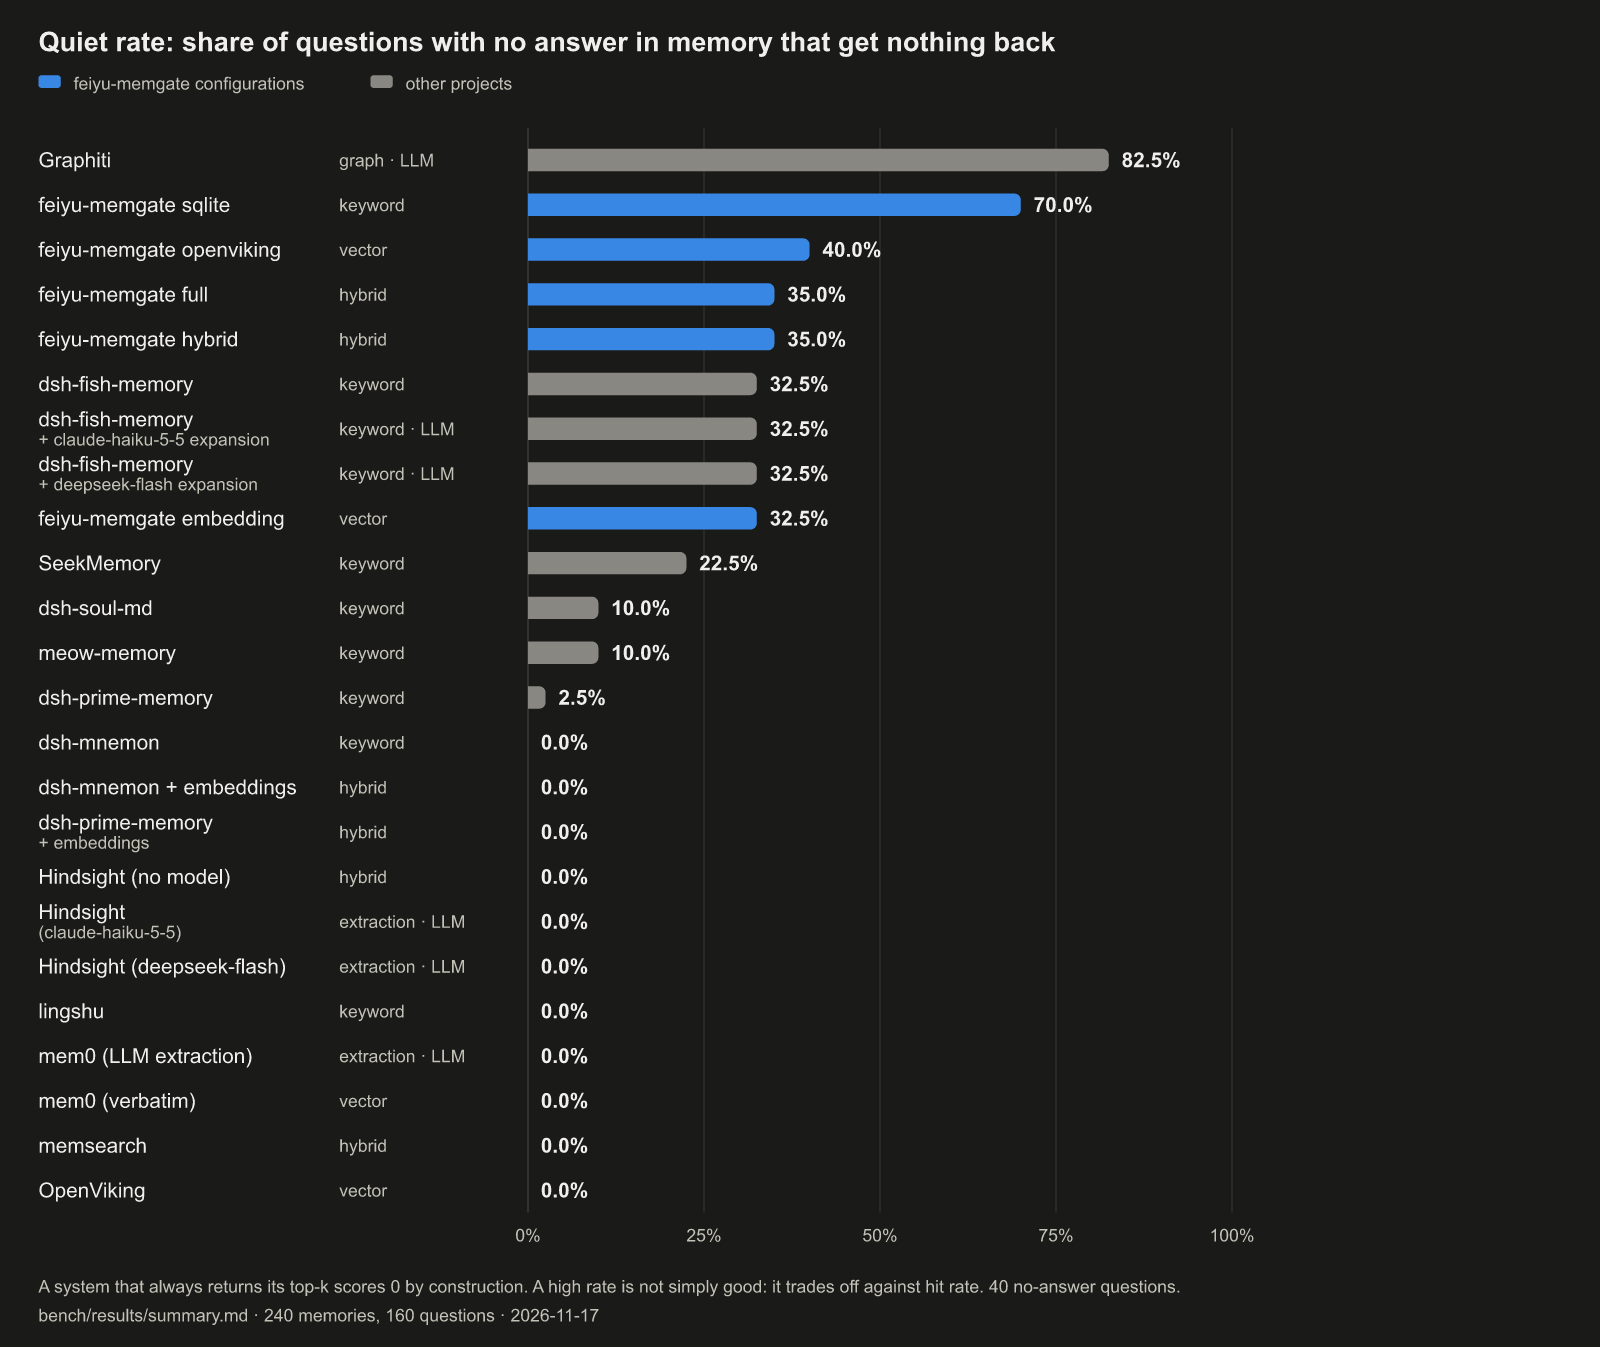 Quiet rate: share of questions with no answer in memory that get nothing back
feiyu-memgate configurations other projects
Graphiti graph · LLM 82.5%
feiyu-memgate sqlite keyword 70.0%
feiyu-memgate openviking vector 40.0%
feiyu-memgate full hybrid 35.0%
feiyu-memgate hybrid hybrid 35.0%
dsh-fish-memory keyword 32.5%
dsh-fish-memory
+ claude-haiku-5-5 expansion keyword · LLM 32.5%
dsh-fish-memory
+ deepseek-flash expansion keyword · LLM 32.5%
feiyu-memgate embedding vector 32.5%
SeekMemory keyword 22.5%
dsh-soul-md keyword 10.0%
meow-memory keyword 10.0%
dsh-prime-memory keyword 2.5%
dsh-mnemon keyword 0.0%
dsh-mnemon + embeddings hybrid 0.0%
dsh-prime-memory
+ embeddings hybrid 0.0%
Hindsight (no model) hybrid 0.0%
Hindsight
(claude-haiku-5-5) extraction · LLM 0.0%
Hindsight (deepseek-flash) extraction · LLM 0.0%
lingshu keyword 0.0%
mem0 (LLM extraction) extraction · LLM 0.0%
mem0 (verbatim) vector 0.0%
memsearch hybrid 0.0%
OpenViking vector 0.0%
0% 25% 50% 75% 100%
A system that always returns its top-k scores 0 by construction. A high rate is not simply good: it trades off against hit rate. 40 no-answer questions.
bench/results/summary.md · 240 memories, 160 questions · 2026-11-17